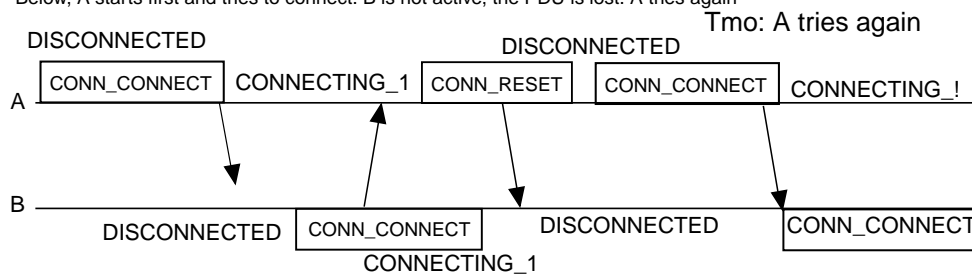 Below, A starts first and tries to connect. B is not active, the PDU is lost. A tries again
Tmo: A tries again
DISCONNECTED
DISCONNECTED
CONN_CONNECT
CONNECTING_1
CONN_RESET
CONN_CONNECT
CONNECTING_!
A
B
DISCONNECTED
CONN_CONNECT
DISCONNECTED
CONN_CONNECT
CONNECTING_1